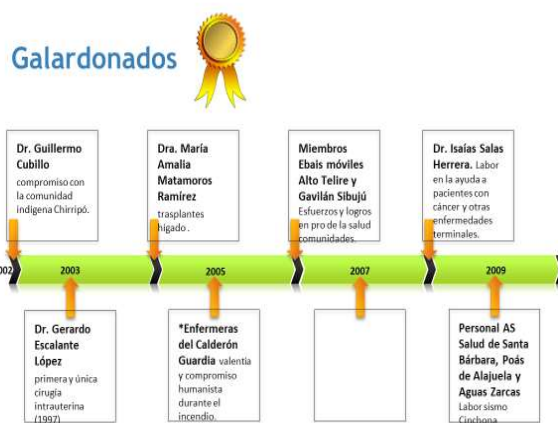 Galardonados
Dr. Guillermo
Cubillo
compromiso con
la comunidad
indígena Chirripó.
Dra. María
Amalia
Matamoros
Ramírez
trasplantes
hígado .
Miembros
Ebais móviles
Alto Telire y
Gavilán Sibujú
Esfuerzos y logros
en pro de la salud
comunidades.
Dr. Isaías Salas
Herrera. Labor
en la ayuda a
pacientes con
cáncer y otras
enfermedades
terminales.
002
2003
2005
2007
2009
Dr. Gerardo
Escalante
López
primera y única
cirugía
intrauterina
(1997)
*Enfermeras
del Calderón
Guardia valentía
y compromiso
humanista
durante el
incendio.
Personal AS
Salud de Santa
Bárbara, Poás
de Alajuela y
Aguas Zarcas
Labor sismo
Cinchona